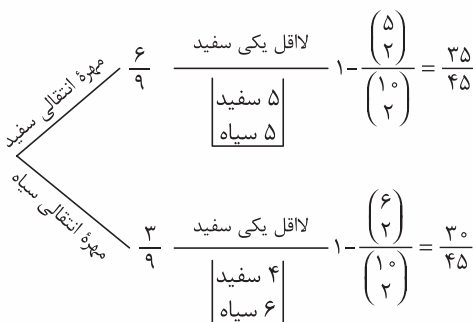 مهرهٔ انتقالی سفید
۶/۹
لااقل یکی سفید
۵ سفید
۵ سیاه
۱ - (۵ ۲)/(۱۰ ۲) = ۳۵/۴۵
مهرهٔ انتقالی سیاه
۳/۹
لااقل یکی سفید
۴ سفید
۶ سیاه
۱ - (۶ ۲)/(۱۰ ۲) = ۳۰/۴۵